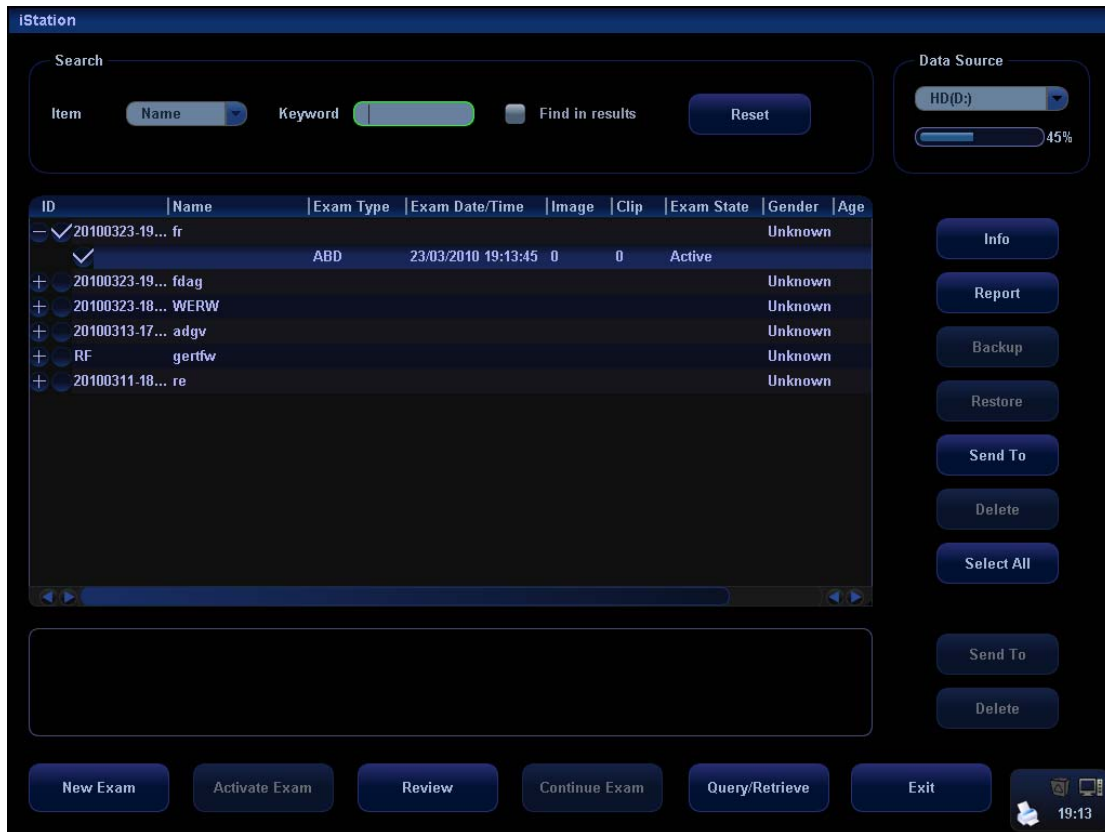 iStation
Search
Data Source
Item Name Keyword Find in results Reset
HD(D:)
45%
ID Name Exam Type Exam Date/Time Image Clip Exam State Gender Age
20100323-19... fr Unknown
ABD 23/03/2010 19:13:45 0 0 Active
20100323-19... fdag Unknown
20100323-18... WERW Unknown
20100313-17... adgv Unknown
RF gertfw Unknown
20100311-18... re Unknown
Info
Report
Backup
Restore
Send To
Delete
Select All
Send To
Delete
New Exam Activate Exam Review Continue Exam Query/Retrieve Exit
19:13